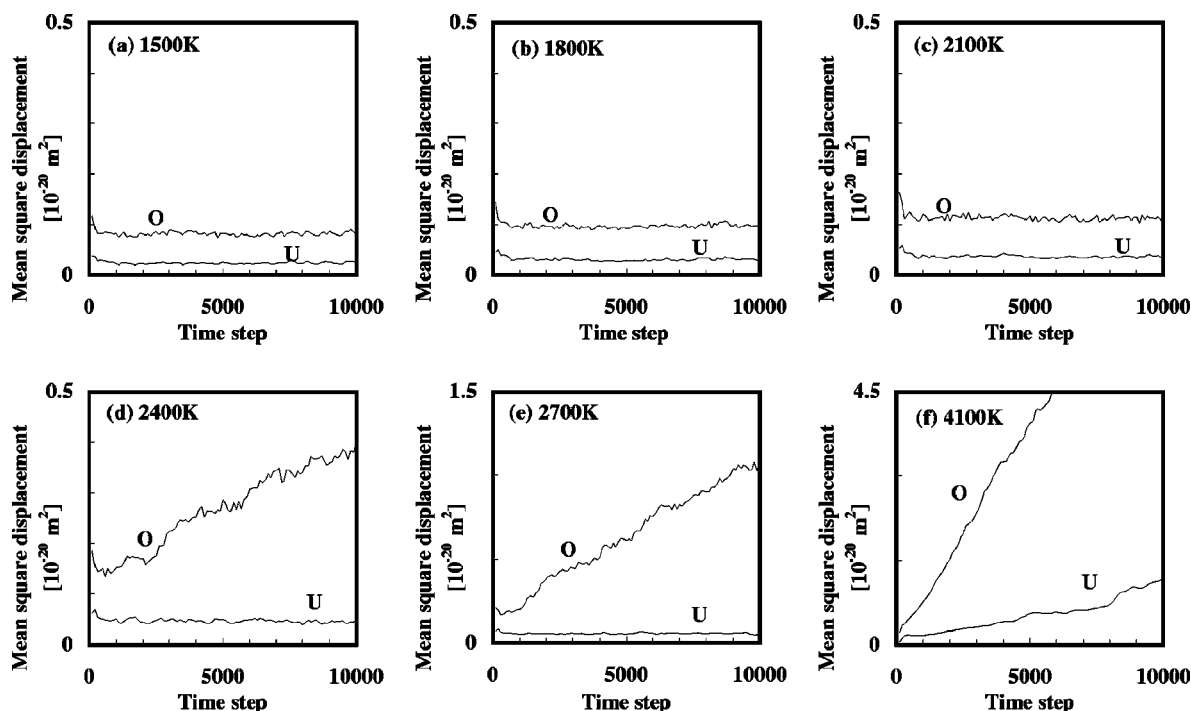 0.5
(a) 1500K
Mean square displacement
[10⁻²⁰ m²]
O
U
0
0 5000 10000
Time step
0.5
(b) 1800K
Mean square displacement
[10⁻²⁰ m²]
O
U
0
0 5000 10000
Time step
0.5
(c) 2100K
Mean square displacement
[10⁻²⁰ m²]
O
U
0
0 5000 10000
Time step
0.5
(d) 2400K
Mean square displacement
[10⁻²⁰ m²]
O
U
0
0 5000 10000
Time step
1.5
(e) 2700K
Mean square displacement
[10⁻²⁰ m²]
O
U
0
0 5000 10000
Time step
4.5
(f) 4100K
Mean square displacement
[10⁻²⁰ m²]
O
U
0
0 5000 10000
Time step